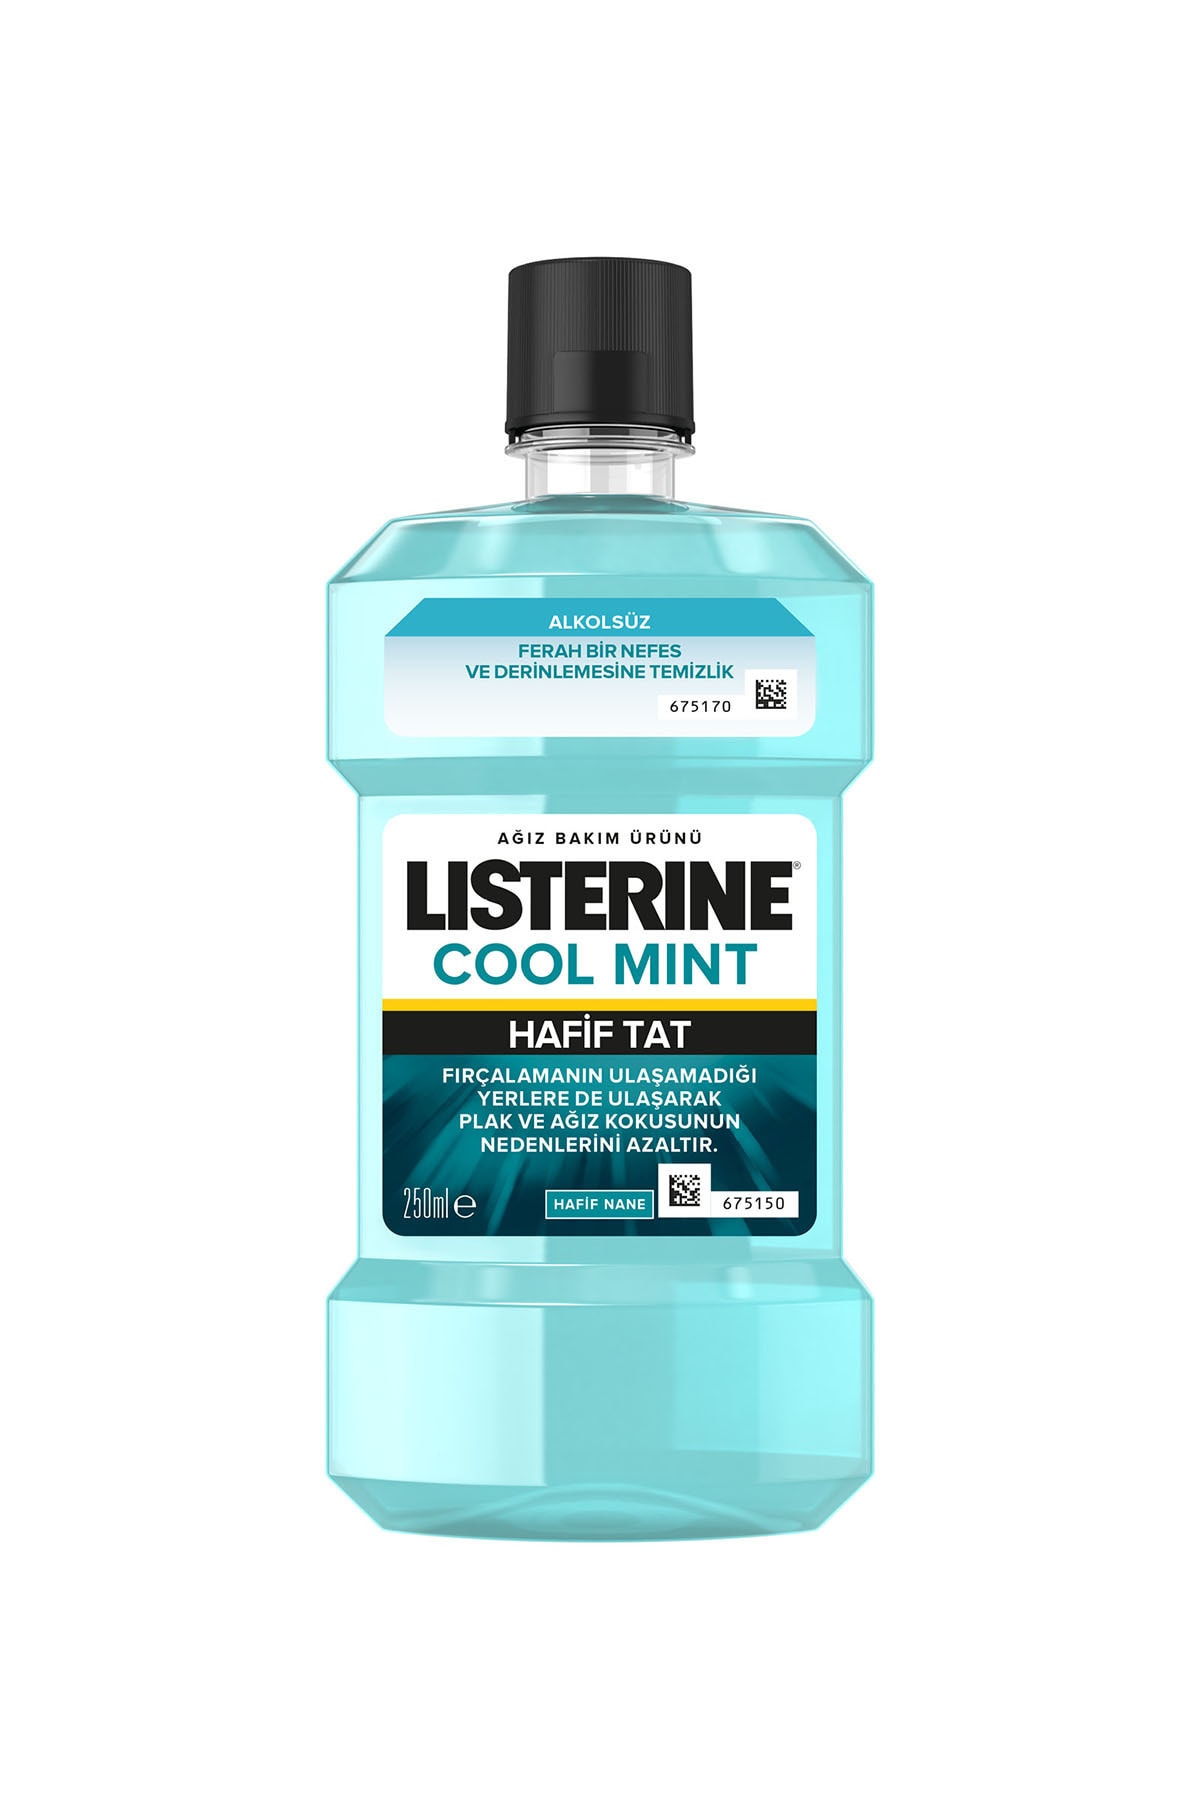 ALKOLSÜZ
FERAH BİR NEFES
VE DERİNLEMESİNE TEMİZLİK
675170
AĞIZ BAKIM ÜRÜNÜ
LISTERINE®
COOL MINT
HAFİF TAT
FIRÇALAMANIN ULAŞAMADIĞI
YERLERE DE ULAŞARAK
PLAK VE AĞIZ KOKUSUNUN
NEDENLERİNİ AZALTIR.
250ml e
HAFİF NANE
675150